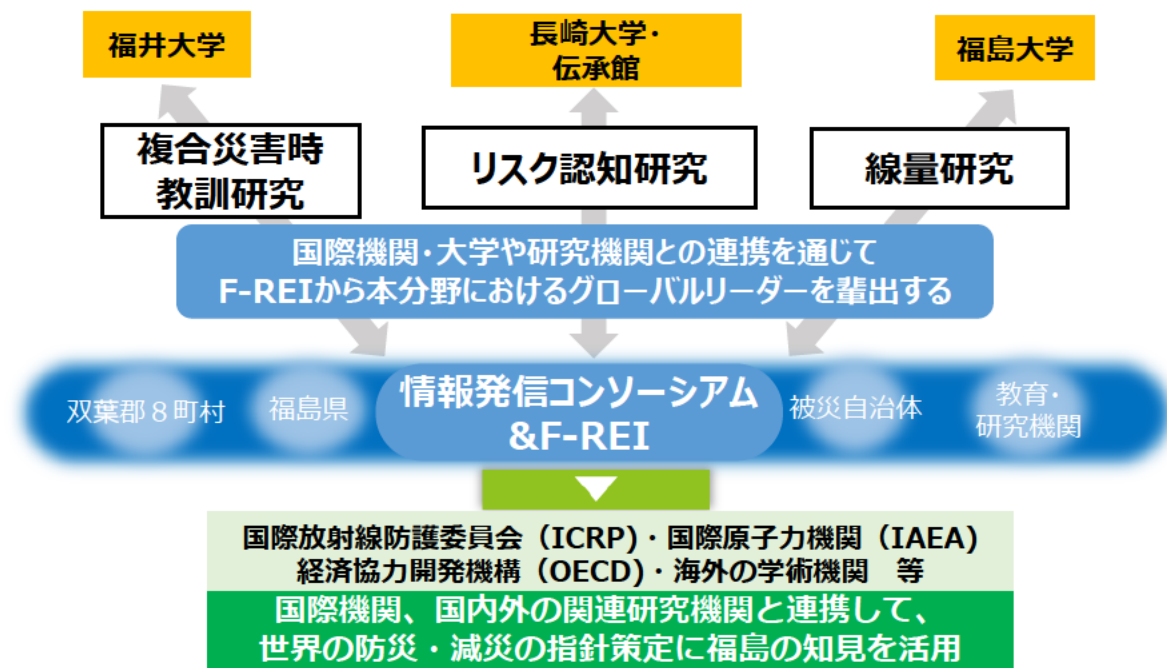 福井大学
長崎大学・
伝承館
福島大学
複合災害時
教訓研究
リスク認知研究
線量研究
国際機関・大学や研究機関との連携を通じて
F-REIから本分野におけるグローバルリーダーを輩出する
双葉郡８町村
福島県
情報発信コンソーシアム
&F-REI
被災自治体
教育・
研究機関
国際放射線防護委員会（ICRP)・国際原子力機関（IAEA)
経済協力開発機構（OECD)・海外の学術機関　等
国際機関、国内外の関連研究機関と連携して、
世界の防災・減災の指針策定に福島の知見を活用